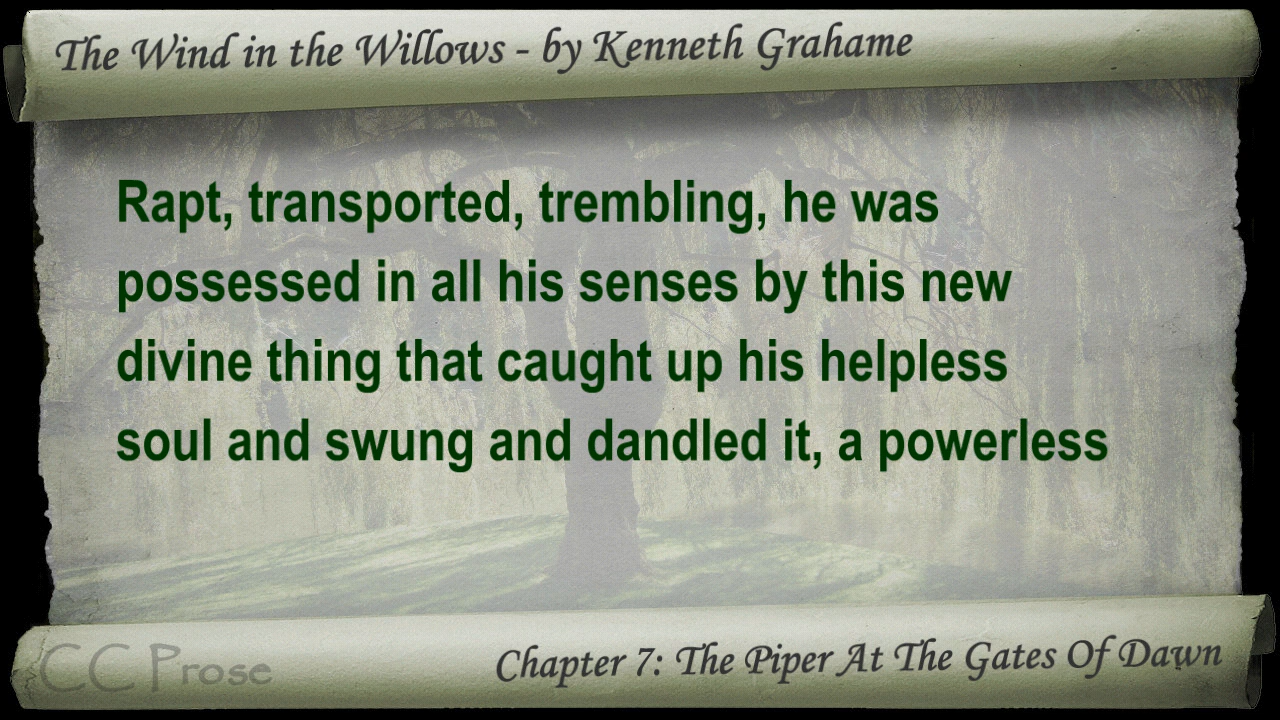 The Wind in the Willows - by Kenneth Grahame
Rapt, transported, trembling, he was
possessed in all his senses by this new
divine thing that caught up his helpless
soul and swung and dandled it, a powerless
CC Prose
Chapter 7: The Piper At The Gates Of Dawn